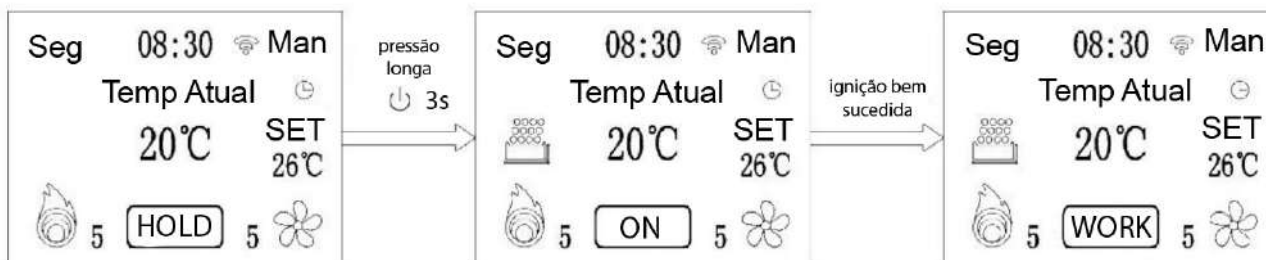 Seg 08:30 Man
Temp Atual
20℃ SET
26℃
5 HOLD 5
pressão
longa
3s
Seg 08:30 Man
Temp Atual
20℃ SET
26℃
5 ON 5
ignição bem
sucedida
Seg 08:30 Man
Temp Atual
20℃ SET
26℃
5 WORK 5